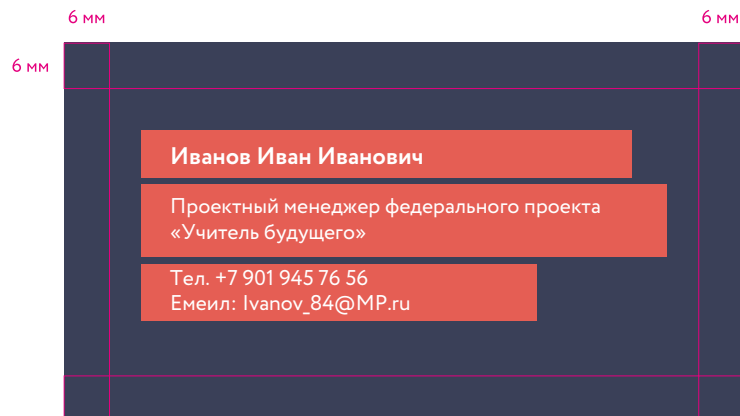 6 мм 6 мм
6 мм
Иванов Иван Иванович
Проектный менеджер федерального проекта
«Учитель будущего»
Тел. +7 901 945 76 56
Емеил: Ivanov_84@MP.ru